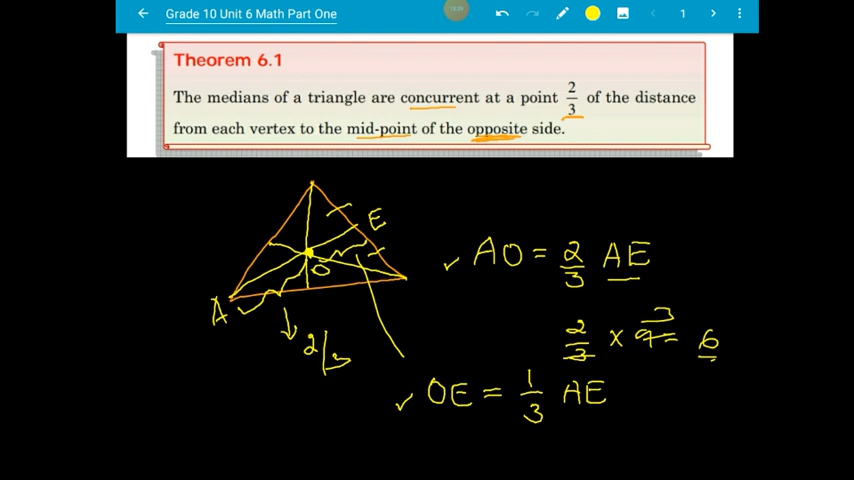 Grade 10 Unit 6 Math Part One
1
Theorem 6.1
The medians of a triangle are concurrent at a point 2/3 of the distance
from each vertex to the mid-point of the opposite side.
E
O
A
2/3
AO = 2/3 AE
2/3 × 9 = 6
3
OE = 1/3 AE